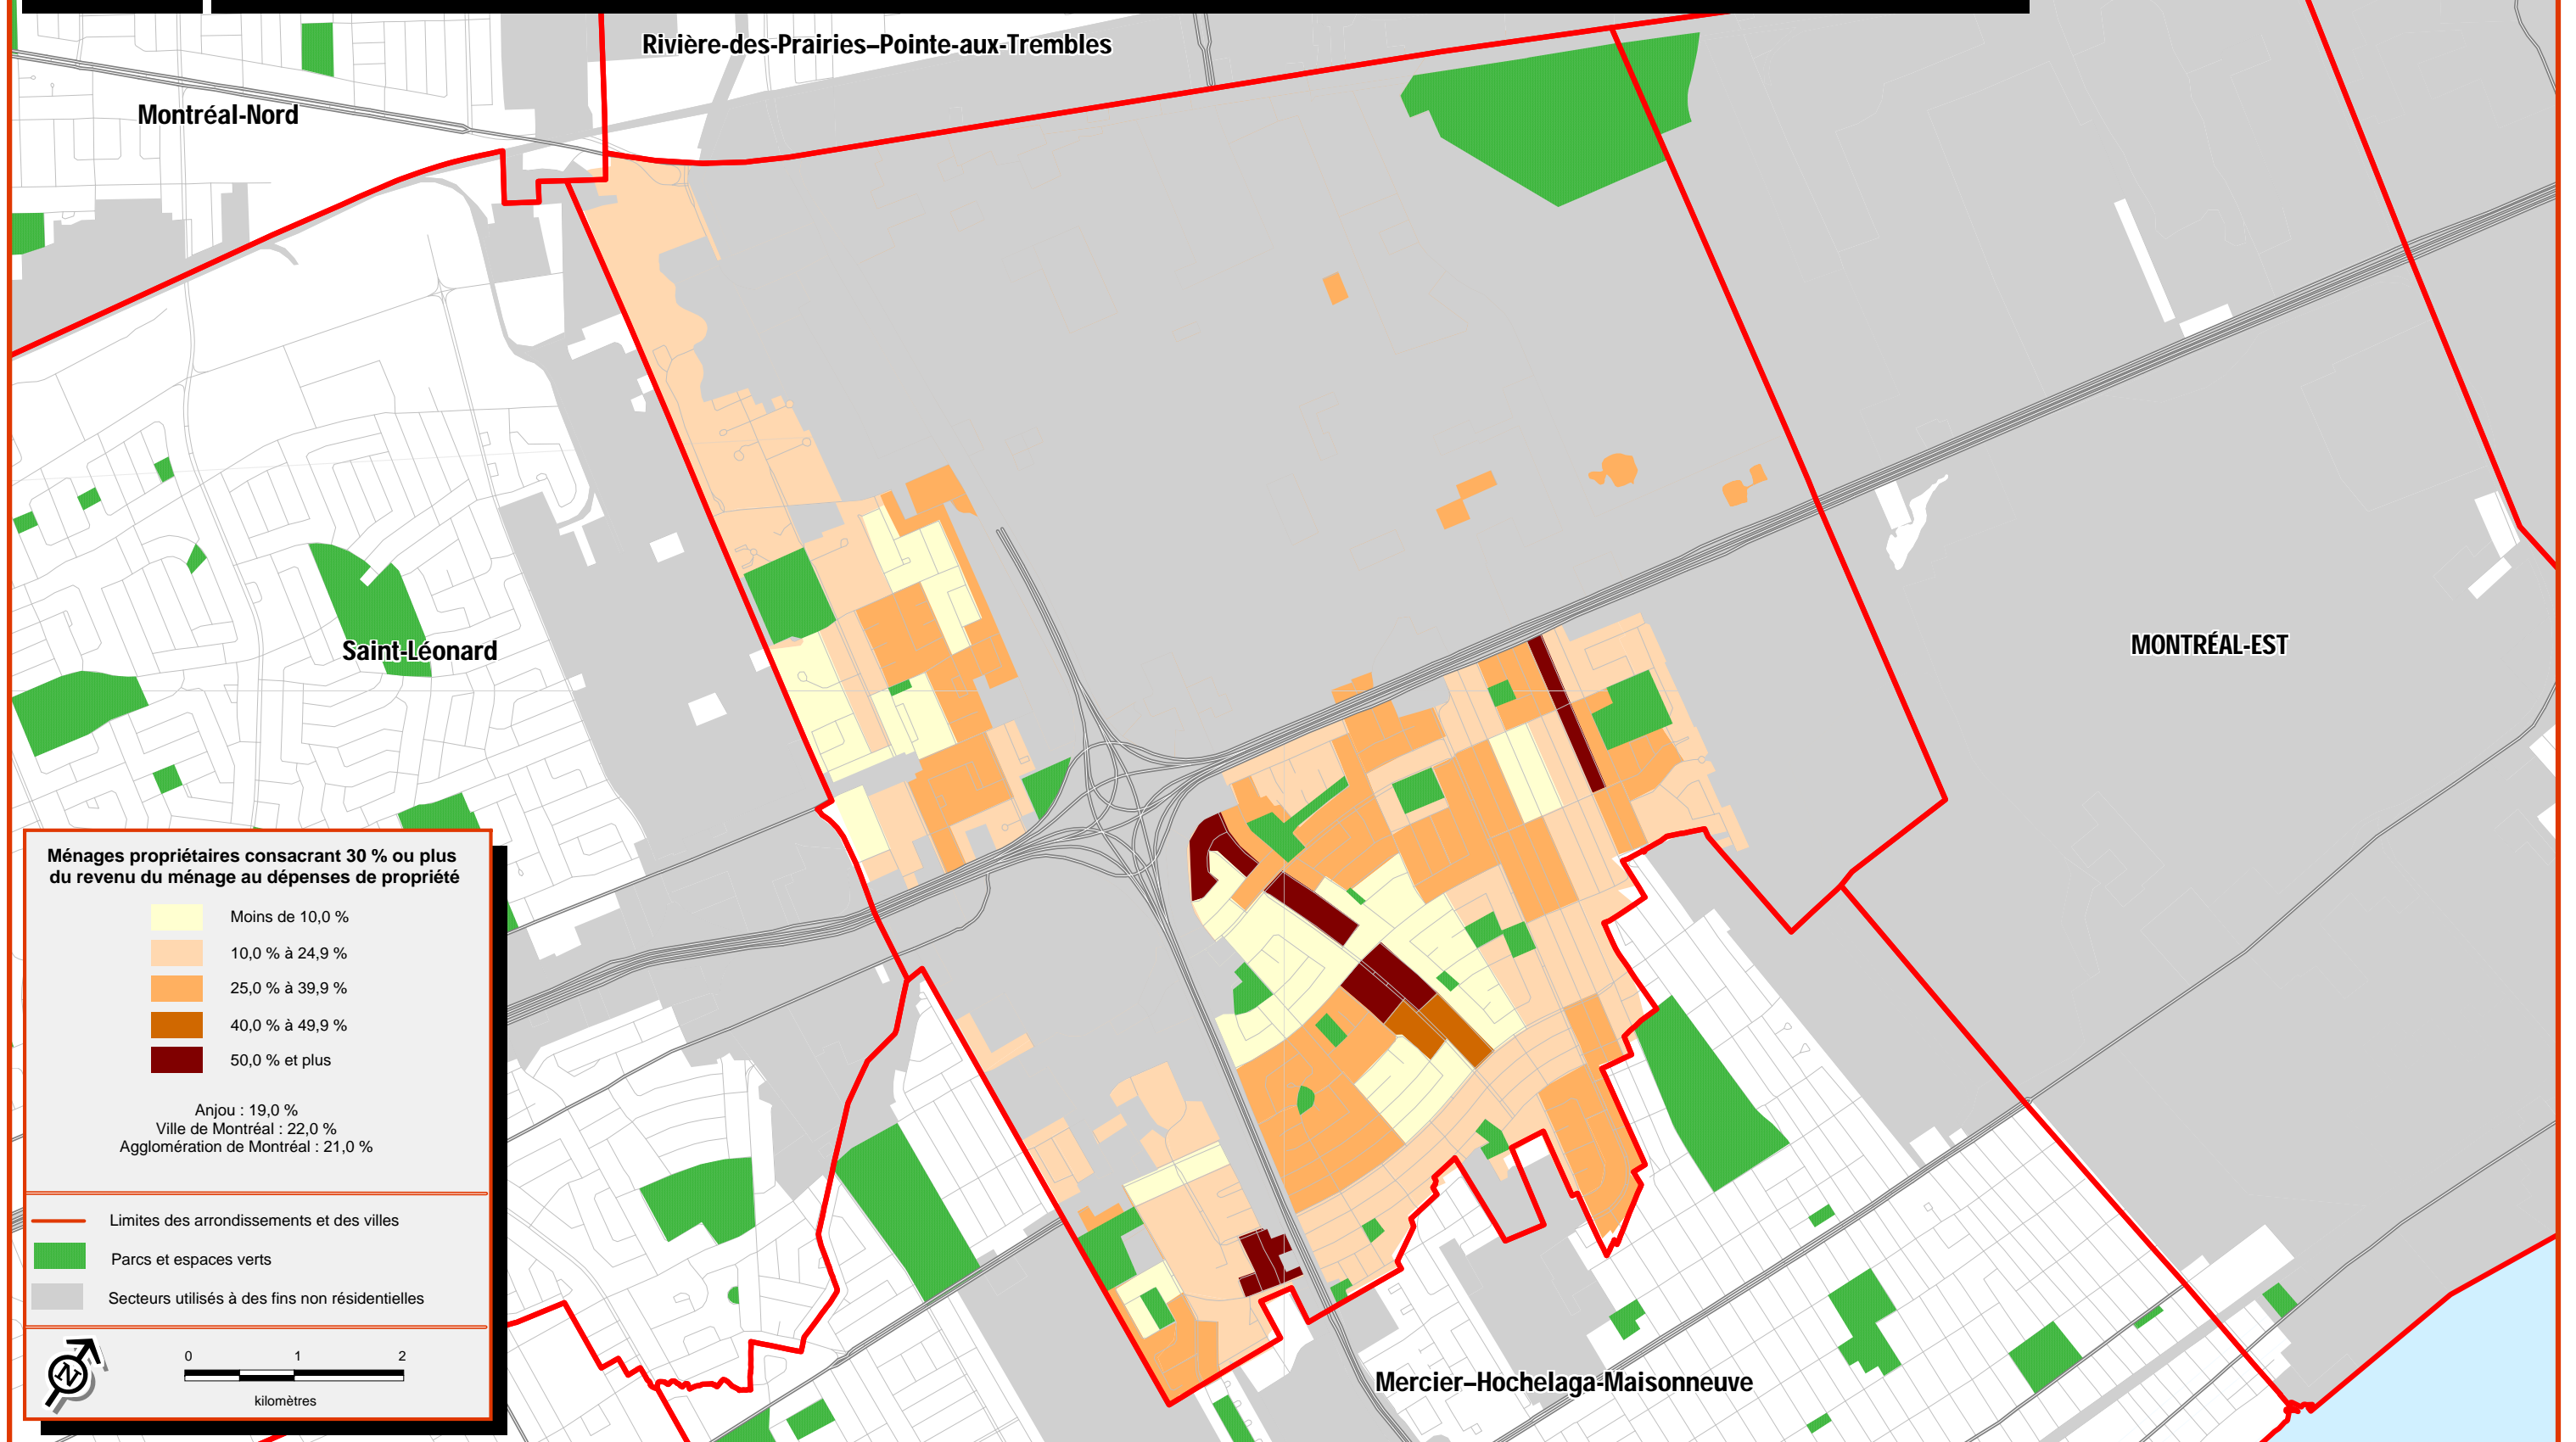 Rivière-des-Prairies–Pointe-aux-Trembles
Montréal-Nord
Saint-Léonard
MONTRÉAL-EST
Mercier–Hochelaga-Maisonneuve
Ménages propriétaires consacrant 30 % ou plus
du revenu du ménage au dépenses de propriété
Moins de 10,0 %
10,0 % à 24,9 %
25,0 % à 39,9 %
40,0 % à 49,9 %
50,0 % et plus
Anjou : 19,0 %
Ville de Montréal : 22,0 %
Agglomération de Montréal : 21,0 %
Limites des arrondissements et des villes
Parcs et espaces verts
Secteurs utilisés à des fins non résidentielles
N
0 1 2
kilomètres